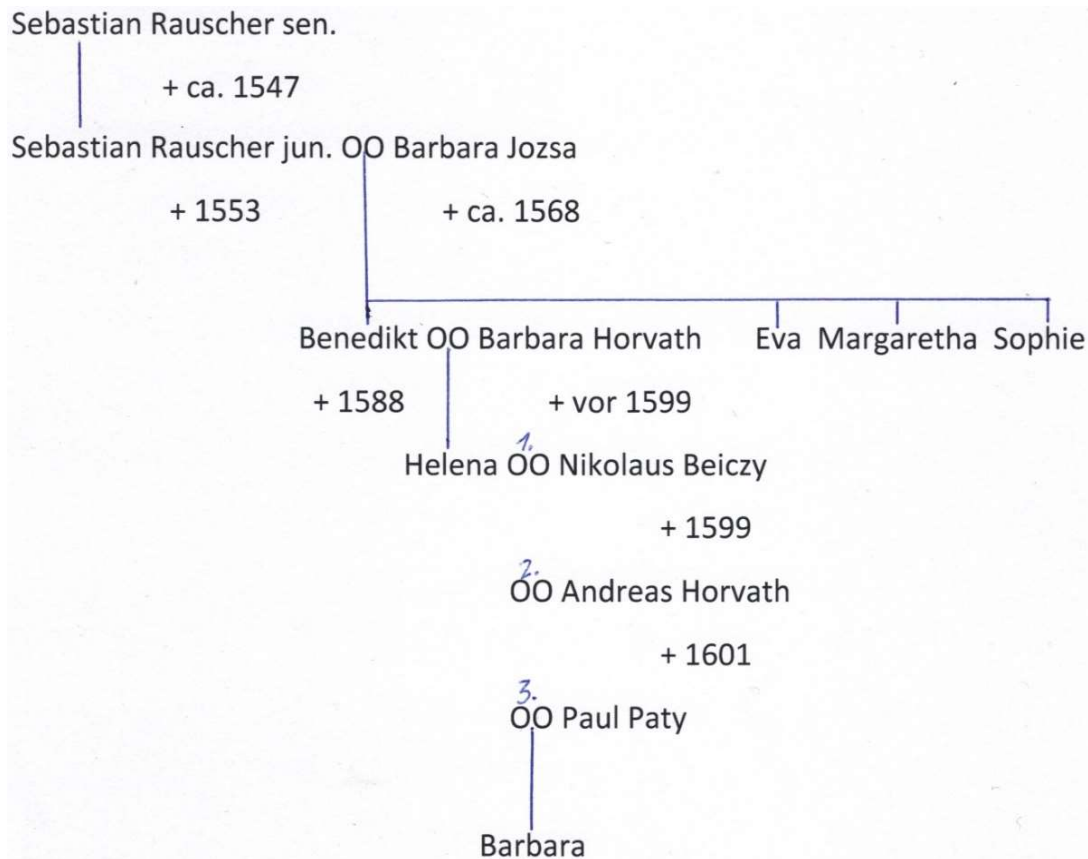 Sebastian Rauscher sen.
+ ca. 1547
Sebastian Rauscher jun. OO Barbara Jozsa
+ 1553 + ca. 1568
Benedikt OO Barbara Horvath Eva Margaretha Sophie
+ 1588 + vor 1599
1.
Helena OO Nikolaus Beiczy
+ 1599
2.
OO Andreas Horvath
+ 1601
3.
OO Paul Paty
Barbara